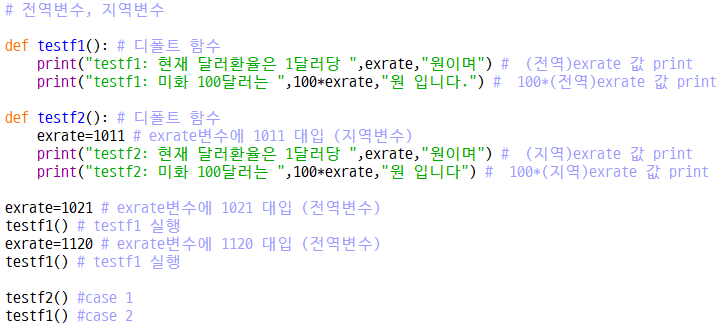 # 전역변수, 지역변수

def testf1(): # 디폴트 함수
    print("testf1: 현재 달러환율은 1달러당 ",exrate,"원이며") #  (전역)exrate 값 print
    print("testf1: 미화 100달러는 ",100*exrate,"원 입니다.") #  100*(전역)exrate 값 print

def testf2(): # 디폴트 함수
    exrate=1011 # exrate변수에 1011 대입 (지역변수)
    print("testf2: 현재 달러환율은 1달러당 ",exrate,"원이며") #  (지역)exrate 값 print
    print("testf2: 미화 100달러는 ",100*exrate,"원 입니다") #  100*(지역)exrate 값 print

exrate=1021 # exrate변수에 1021 대입 (전역변수)
testf1() # testf1 실행
exrate=1120 # exrate변수에 1120 대입 (전역변수)
testf1() # testf1 실행

testf2() #case 1
testf1() #case 2